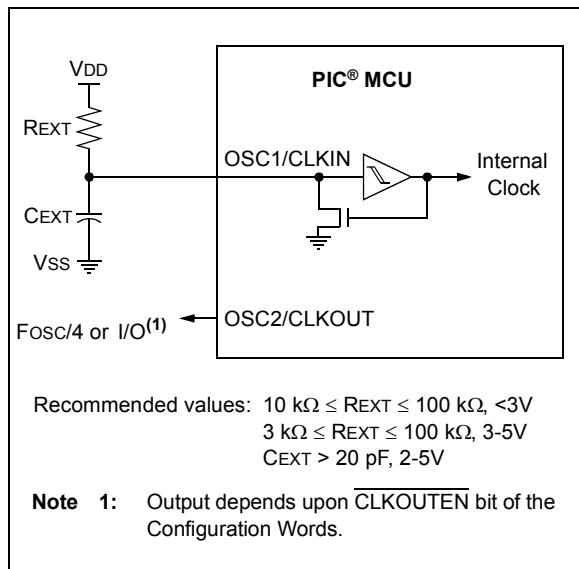 VDD
PIC® MCU
REXT
OSC1/CLKIN
Internal
Clock
CEXT
VSS
OSC2/CLKOUT
FOSC/4 or I/O(1)
Recommended values: 10 kΩ ≤ REXT ≤ 100 kΩ, <3V
3 kΩ ≤ REXT ≤ 100 kΩ, 3-5V
CEXT > 20 pF, 2-5V
Note 1: Output depends upon CLKOUTEN bit of the
Configuration Words.